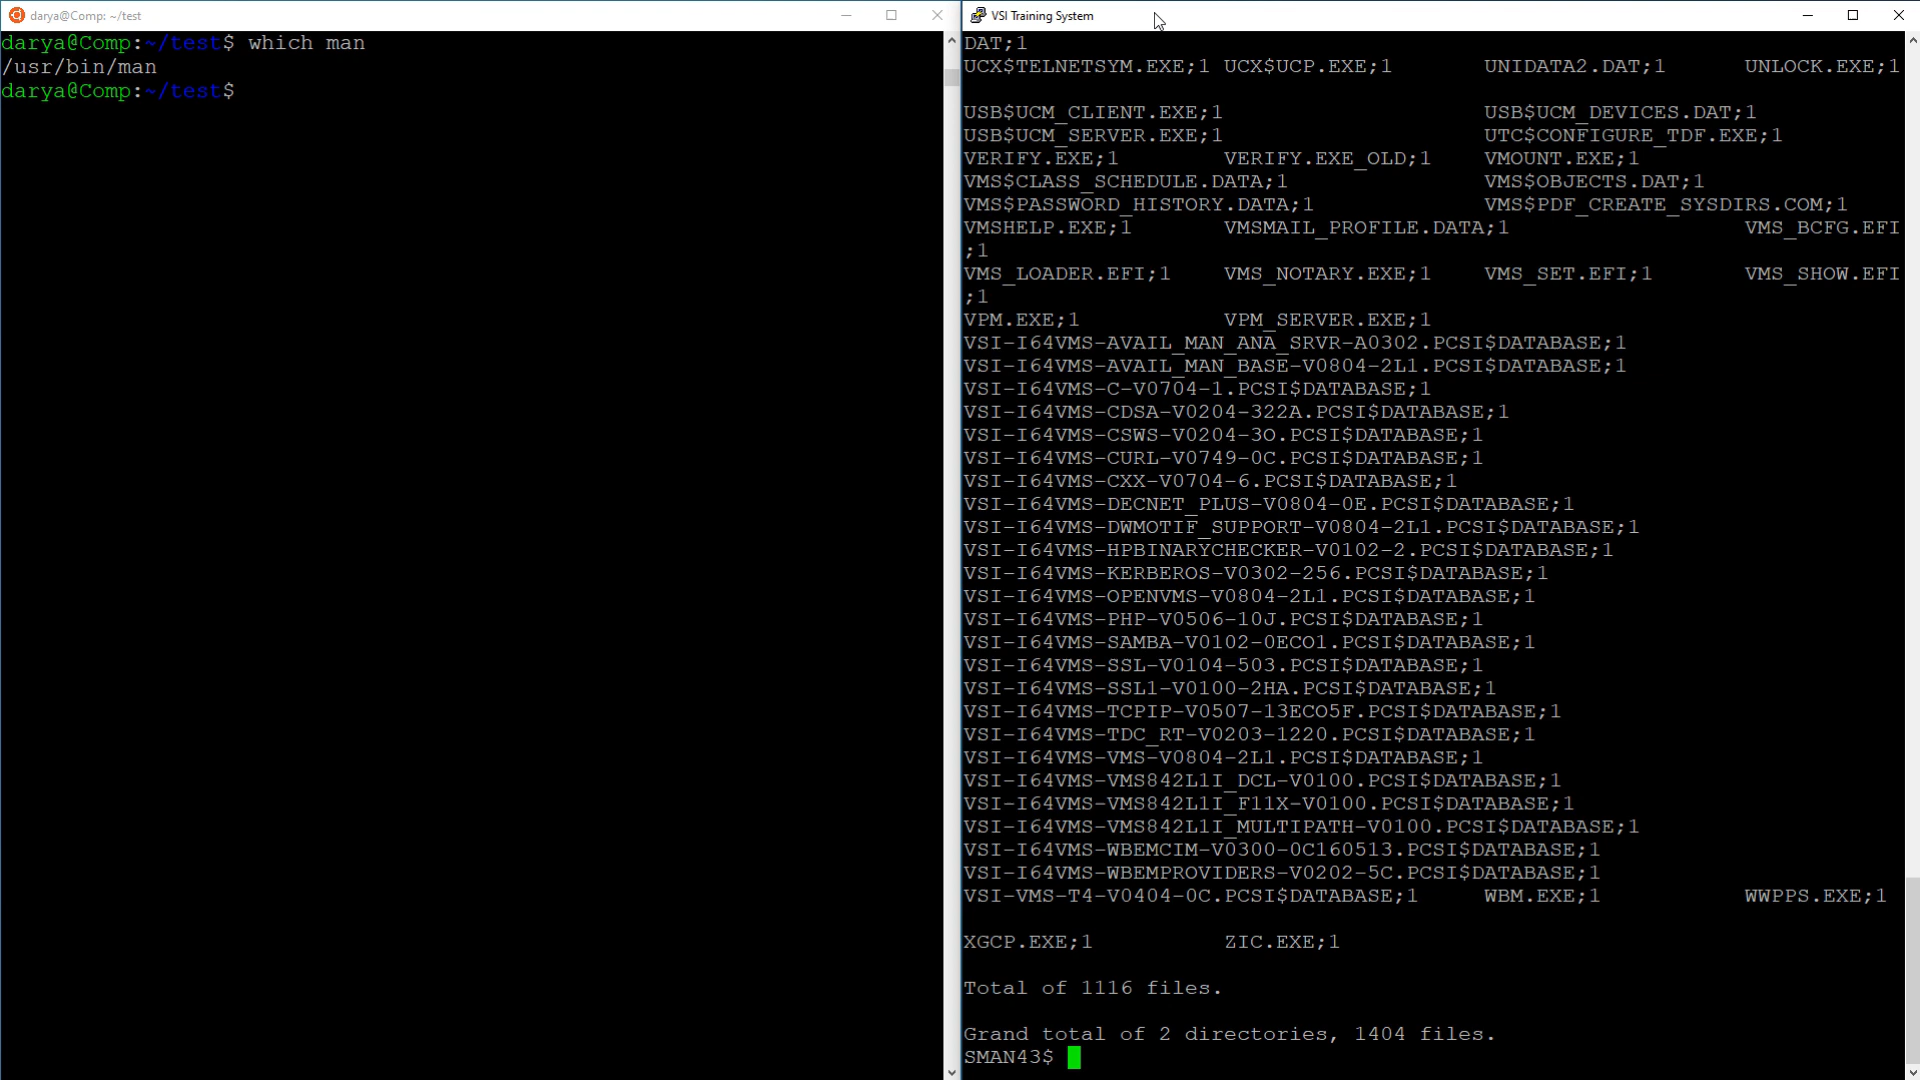 darya@Comp: ~/test
darya@Comp:~/test$ which man
/usr/bin/man
darya@Comp:~/test$
VSI Training System
DAT;1
UCX$TELNETSYM.EXE;1 UCX$UCP.EXE;1 UNIDATA2.DAT;1 UNLOCK.EXE;1
USB$UCM_CLIENT.EXE;1 USB$UCM_DEVICES.DAT;1
USB$UCM_SERVER.EXE;1 UTC$CONFIGURE_TDF.EXE;1
VERIFY.EXE;1 VERIFY.EXE_OLD;1 VMOUNT.EXE;1
VMS$CLASS_SCHEDULE.DATA;1 VMS$OBJECTS.DAT;1
VMS$PASSWORD_HISTORY.DATA;1 VMS$PDF_CREATE_SYSDIRS.COM;1
VMSHELP.EXE;1 VMSMAIL_PROFILE.DATA;1 VMS_BCFG.EFI
;1
VMS_LOADER.EFI;1 VMS_NOTARY.EXE;1 VMS_SET.EFI;1 VMS_SHOW.EFI
;1
VPM.EXE;1 VPM_SERVER.EXE;1
VSI-I64VMS-AVAIL_MAN_ANA_SRVR-A0302.PCSI$DATABASE;1
VSI-I64VMS-AVAIL_MAN_BASE-V0804-2L1.PCSI$DATABASE;1
VSI-I64VMS-C-V0704-1.PCSI$DATABASE;1
VSI-I64VMS-CDSA-V0204-322A.PCSI$DATABASE;1
VSI-I64VMS-CSWS-V0204-3O.PCSI$DATABASE;1
VSI-I64VMS-CURL-V0749-0C.PCSI$DATABASE;1
VSI-I64VMS-CXX-V0704-6.PCSI$DATABASE;1
VSI-I64VMS-DECNET_PLUS-V0804-0E.PCSI$DATABASE;1
VSI-I64VMS-DWMOTIF_SUPPORT-V0804-2L1.PCSI$DATABASE;1
VSI-I64VMS-HPBINARYCHECKER-V0102-2.PCSI$DATABASE;1
VSI-I64VMS-KERBEROS-V0302-256.PCSI$DATABASE;1
VSI-I64VMS-OPENVMS-V0804-2L1.PCSI$DATABASE;1
VSI-I64VMS-PHP-V0506-10J.PCSI$DATABASE;1
VSI-I64VMS-SAMBA-V0102-0ECO1.PCSI$DATABASE;1
VSI-I64VMS-SSL-V0104-503.PCSI$DATABASE;1
VSI-I64VMS-SSL1-V0100-2HA.PCSI$DATABASE;1
VSI-I64VMS-TCPIP-V0507-13ECO5F.PCSI$DATABASE;1
VSI-I64VMS-TDC_RT-V0203-1220.PCSI$DATABASE;1
VSI-I64VMS-VMS-V0804-2L1.PCSI$DATABASE;1
VSI-I64VMS-VMS842L1I_DCL-V0100.PCSI$DATABASE;1
VSI-I64VMS-VMS842L1I_F11X-V0100.PCSI$DATABASE;1
VSI-I64VMS-VMS842L1I_MULTIPATH-V0100.PCSI$DATABASE;1
VSI-I64VMS-WBEMCIM-V0300-0C160513.PCSI$DATABASE;1
VSI-I64VMS-WBEMPROVIDERS-V0202-5C.PCSI$DATABASE;1
VSI-VMS-T4-V0404-0C.PCSI$DATABASE;1 WBM.EXE;1 WWPPS.EXE;1
XGCP.EXE;1 ZIC.EXE;1
Total of 1116 files.
Grand total of 2 directories, 1404 files.
SMAN43$